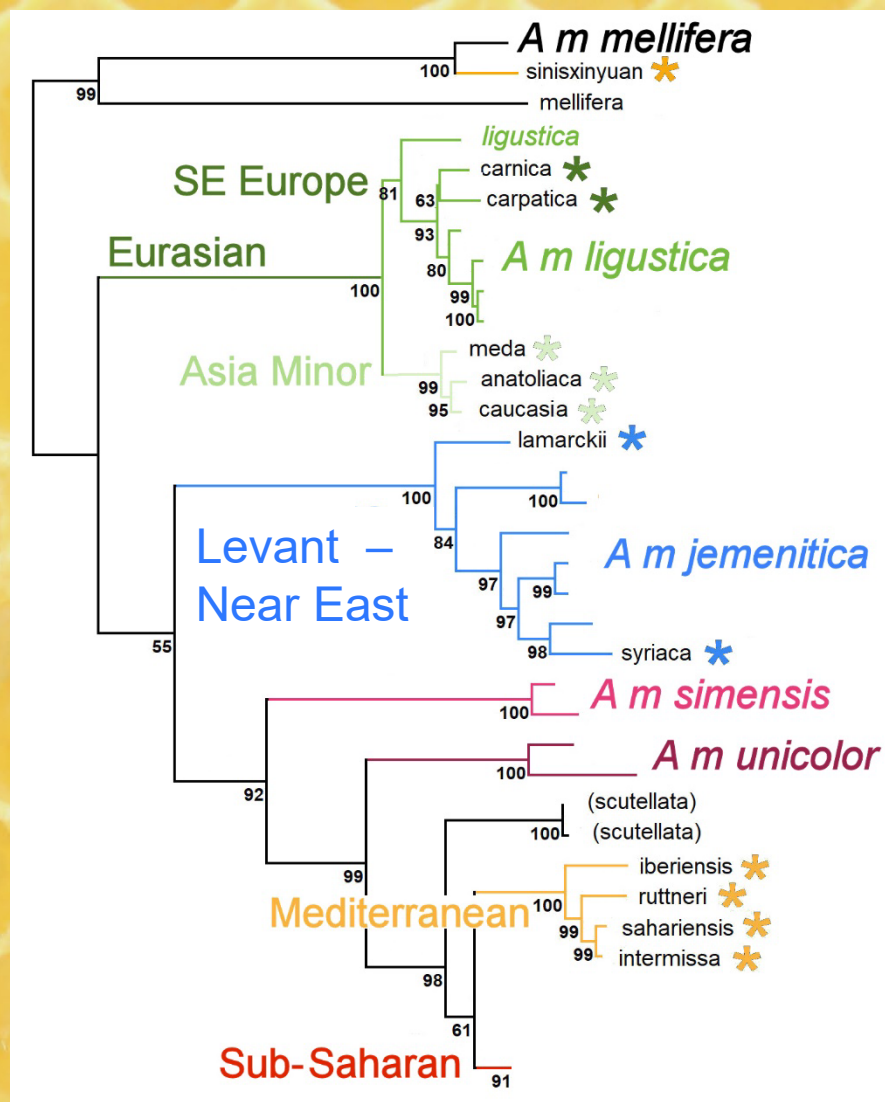 A m mellifera
100
sinisxinyuan *
99
mellifera
ligustica
SE Europe
carnica *
81
63
carpatica *
93
Eurasian
80
A m ligustica
100
99
100
meda *
Asia Minor
99
anatoliaca *
95
caucasia *
lamarckii *
100
100
84
Levant –
Near East
A m jemenitica
97
99
97
55
98
syriaca *
A m simensis
100
A m unicolor
100
92
(scutellata)
100
(scutellata)
99
iberiensis *
Mediterranean
100
ruttneri *
99
sahariensis *
99
intermissa *
98
61
Sub-Saharan
91